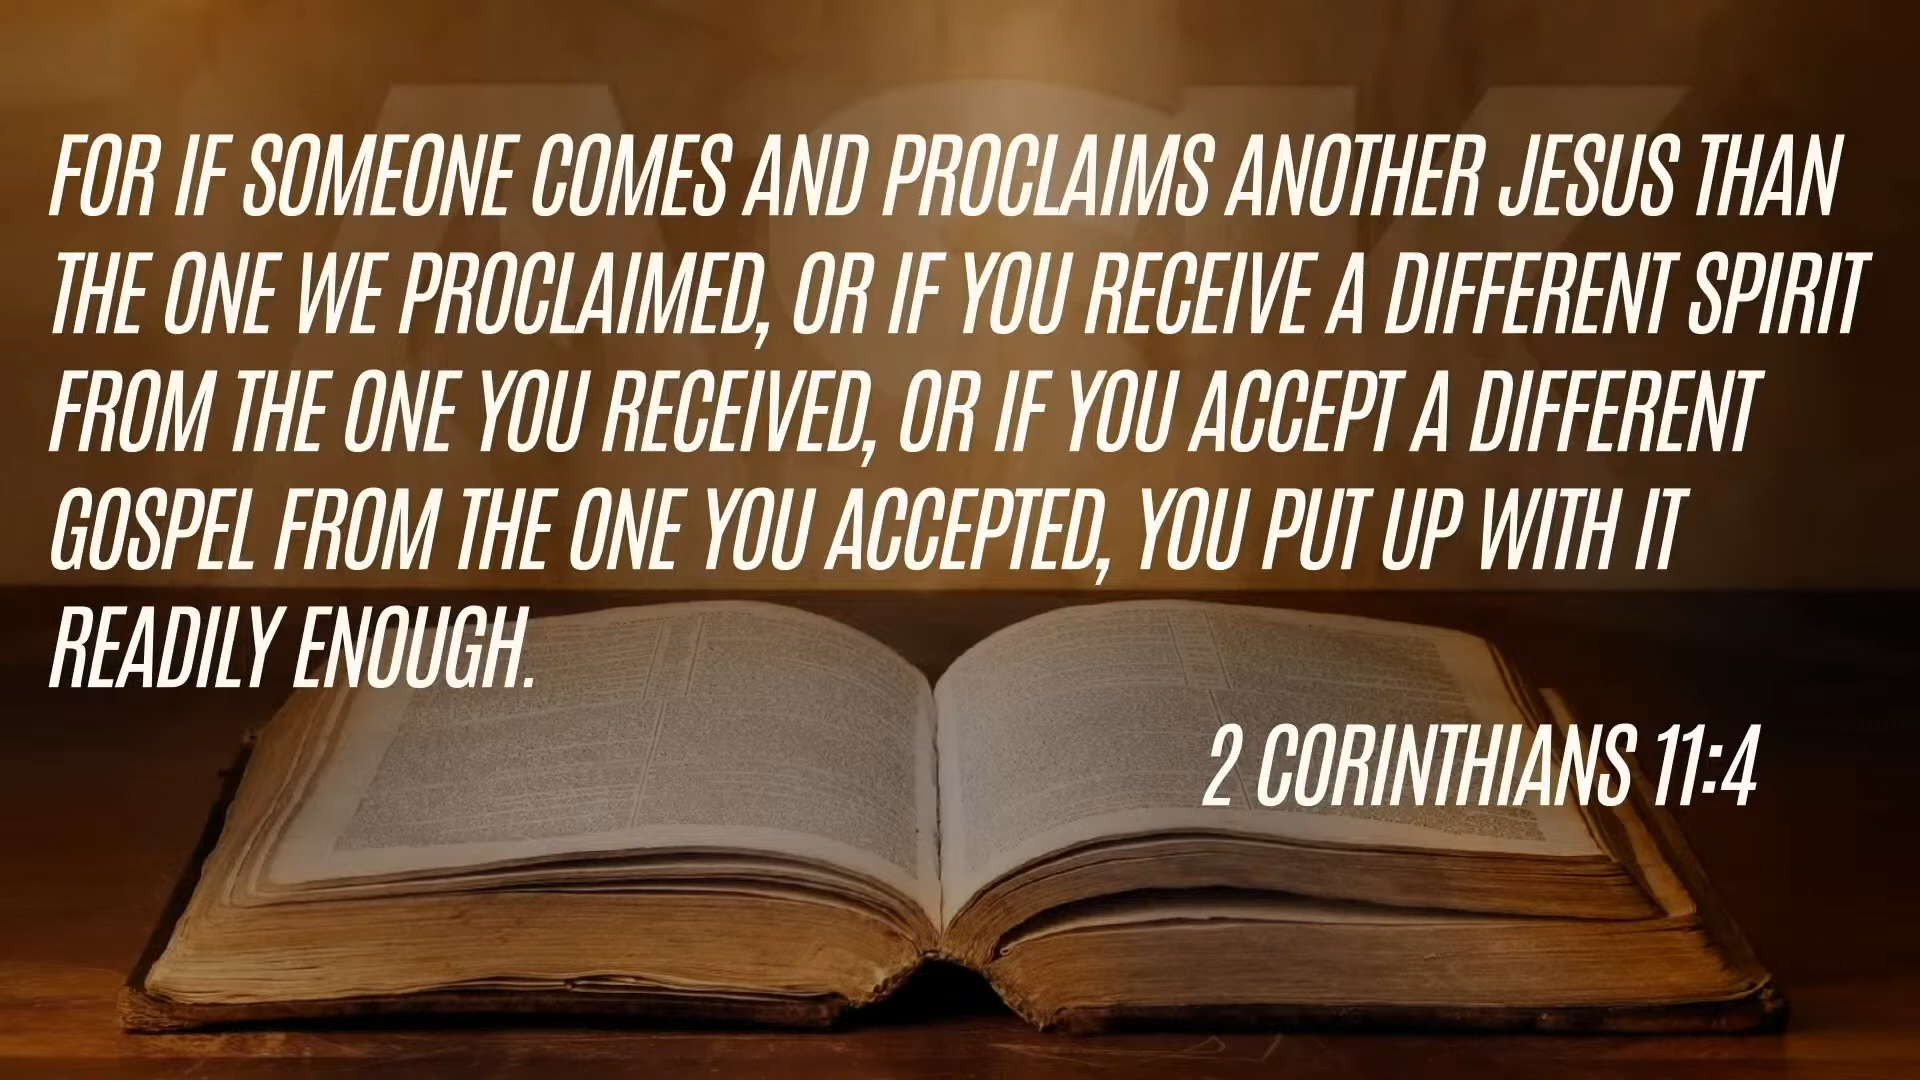 ASK
FOR IF SOMEONE COMES AND PROCLAIMS ANOTHER JESUS THAN
THE ONE WE PROCLAIMED, OR IF YOU RECEIVE A DIFFERENT SPIRIT
FROM THE ONE YOU RECEIVED, OR IF YOU ACCEPT A DIFFERENT
GOSPEL FROM THE ONE YOU ACCEPTED, YOU PUT UP WITH IT
READILY ENOUGH.
2 CORINTHIANS 11:4